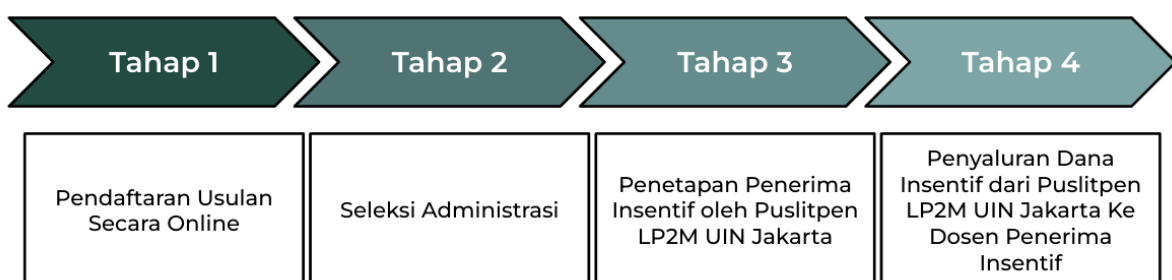 Tahap 1
Tahap 2
Tahap 3
Tahap 4
Pendaftaran Usulan
Secara Online
Seleksi Administrasi
Penetapan Penerima
Insentif oleh Puslitpen
LP2M UIN Jakarta
Penyaluran Dana
Insentif dari Puslitpen
LP2M UIN Jakarta Ke
Dosen Penerima
Insentif